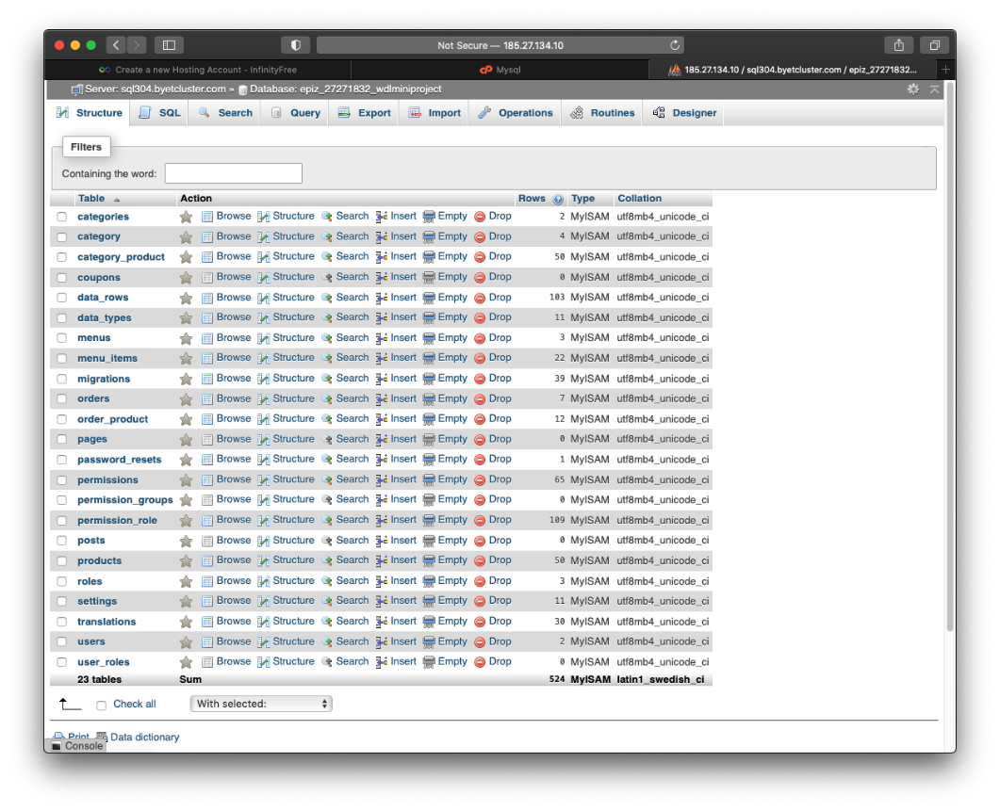 Not Secure — 185.27.134.10
Create a new Hosting Account - InfinityFree
Mysql
185.27.134.10 / sql304.byetcluster.com / epiz_27271832...
Server: sql304.byetcluster.com » Database: epiz_27271832_wdlminiproject
Structure SQL Search Query Export Import Operations Routines Designer
Filters
Containing the word:
Table Action Rows Type Collation
categories Browse Structure Search Insert Empty Drop 2 MyISAM utf8mb4_unicode_ci
category Browse Structure Search Insert Empty Drop 4 MyISAM utf8mb4_unicode_ci
category_product Browse Structure Search Insert Empty Drop 50 MyISAM utf8mb4_unicode_ci
coupons Browse Structure Search Insert Empty Drop 0 MyISAM utf8mb4_unicode_ci
data_rows Browse Structure Search Insert Empty Drop 103 MyISAM utf8mb4_unicode_ci
data_types Browse Structure Search Insert Empty Drop 11 MyISAM utf8mb4_unicode_ci
menus Browse Structure Search Insert Empty Drop 3 MyISAM utf8mb4_unicode_ci
menu_items Browse Structure Search Insert Empty Drop 22 MyISAM utf8mb4_unicode_ci
migrations Browse Structure Search Insert Empty Drop 39 MyISAM utf8mb4_unicode_ci
orders Browse Structure Search Insert Empty Drop 7 MyISAM utf8mb4_unicode_ci
order_product Browse Structure Search Insert Empty Drop 12 MyISAM utf8mb4_unicode_ci
pages Browse Structure Search Insert Empty Drop 0 MyISAM utf8mb4_unicode_ci
password_resets Browse Structure Search Insert Empty Drop 1 MyISAM utf8mb4_unicode_ci
permissions Browse Structure Search Insert Empty Drop 65 MyISAM utf8mb4_unicode_ci
permission_groups Browse Structure Search Insert Empty Drop 0 MyISAM utf8mb4_unicode_ci
permission_role Browse Structure Search Insert Empty Drop 109 MyISAM utf8mb4_unicode_ci
posts Browse Structure Search Insert Empty Drop 0 MyISAM utf8mb4_unicode_ci
products Browse Structure Search Insert Empty Drop 50 MyISAM utf8mb4_unicode_ci
roles Browse Structure Search Insert Empty Drop 3 MyISAM utf8mb4_unicode_ci
settings Browse Structure Search Insert Empty Drop 11 MyISAM utf8mb4_unicode_ci
translations Browse Structure Search Insert Empty Drop 30 MyISAM utf8mb4_unicode_ci
users Browse Structure Search Insert Empty Drop 2 MyISAM utf8mb4_unicode_ci
user_roles Browse Structure Search Insert Empty Drop 0 MyISAM utf8mb4_unicode_ci
23 tables Sum 524 MyISAM latin1_swedish_ci
Check all With selected:
Print Data dictionary
Console